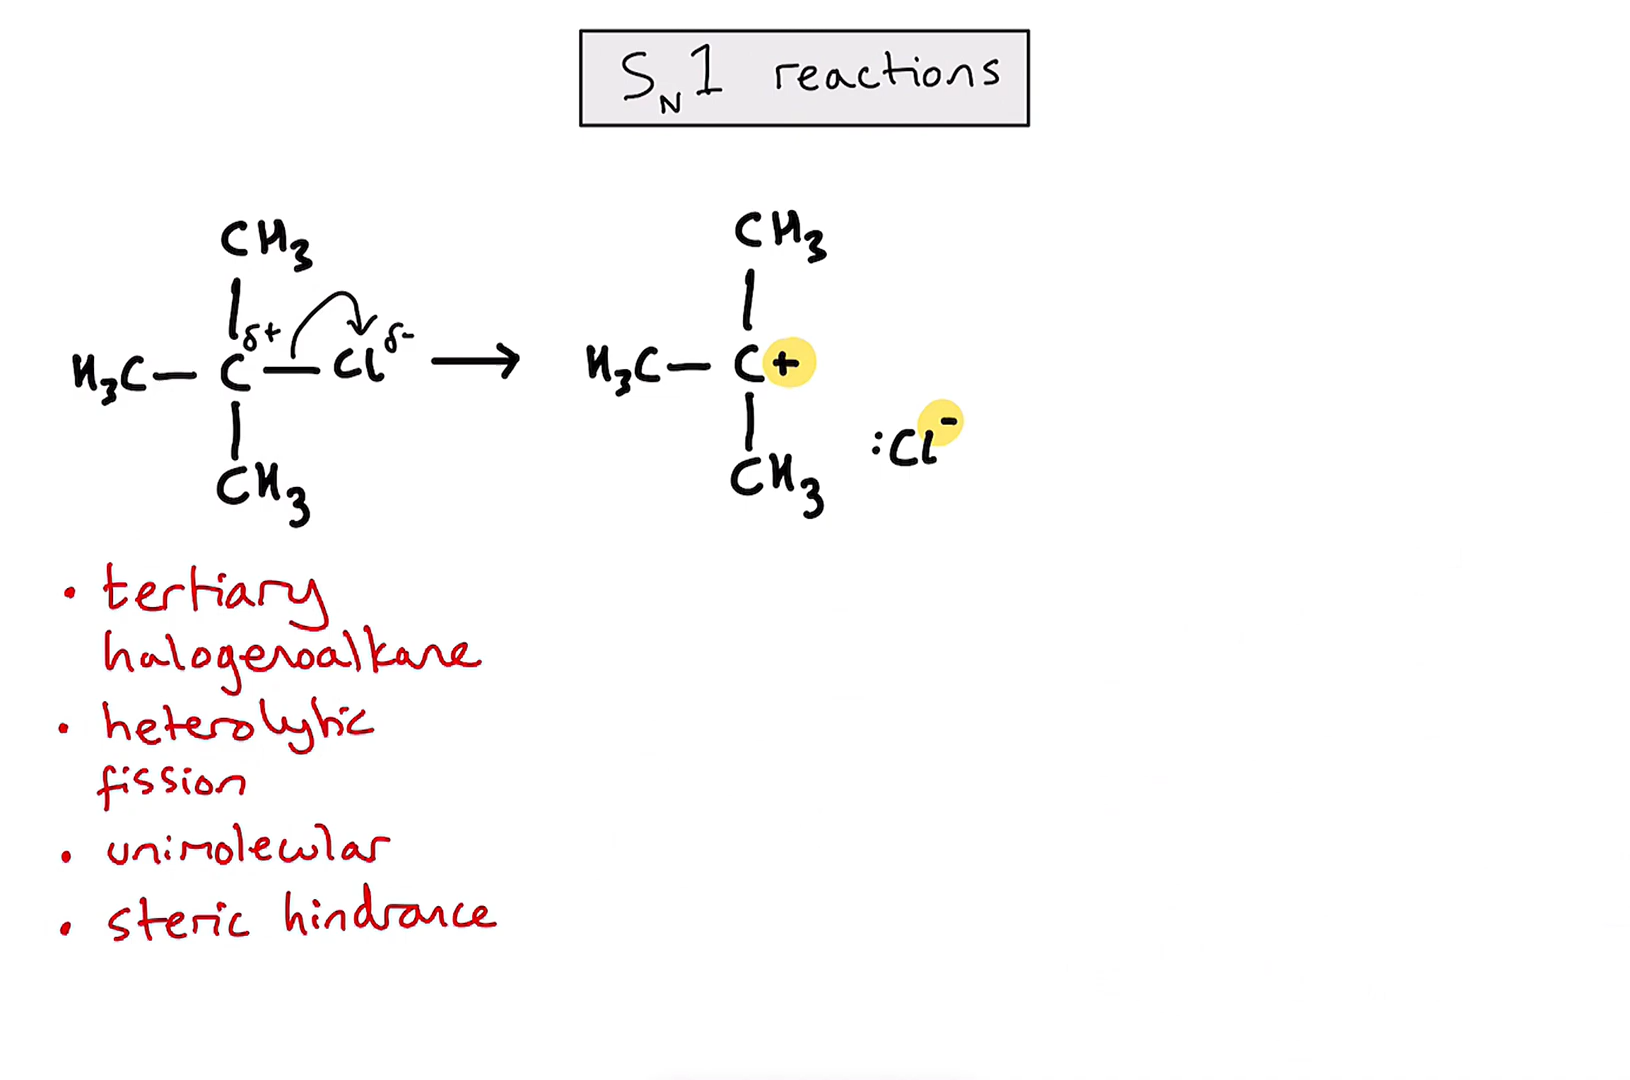 SN1 reactions
CH3 CH3
δ+ δ-
H3C — C — Cl → H3C — C +
:Cl -
CH3 CH3
• tertiary
halogenoalkane
• heterolytic
fission
• unimolecular
• steric hindrance